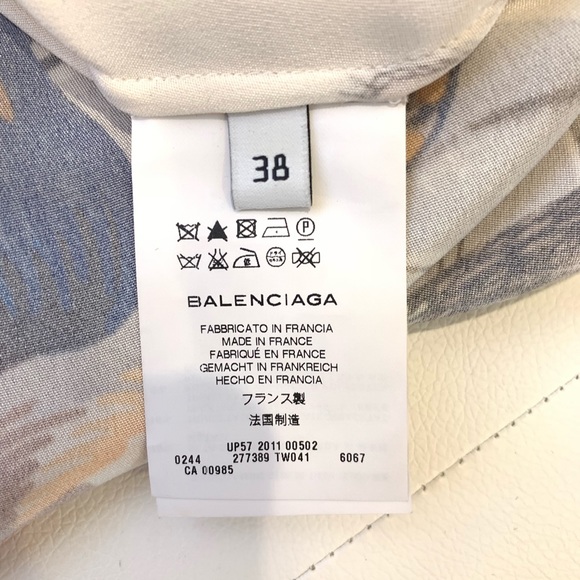 38
P
BALENCIAGA
FABBRICATO IN FRANCIA
MADE IN FRANCE
FABRIQUÉ EN FRANCE
GEMACHT IN FRANKREICH
HECHO EN FRANCIA
フランス製
法国制造
UP57 2011 00502
0244 277389 TW041 6067
CA 00985